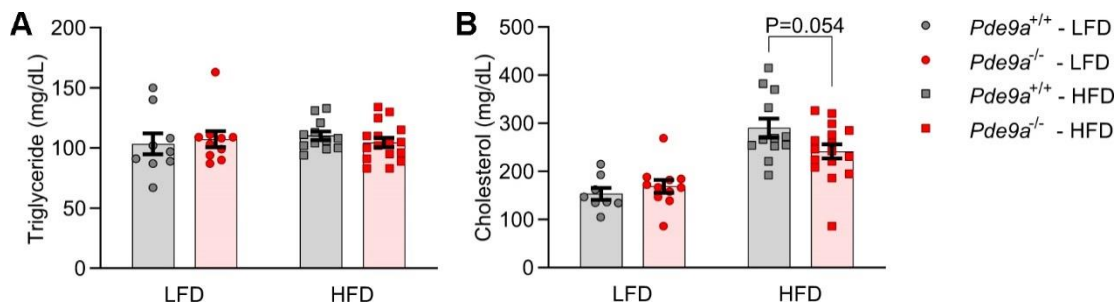 A
Triglyceride (mg/dL)
200
150
100
50
0
LFD
HFD
B
Cholesterol (mg/dL)
500
400
300
200
100
0
P=0.054
LFD
HFD
Pde9a+/+ - LFD
Pde9a-/- - LFD
Pde9a+/+ - HFD
Pde9a-/- - HFD